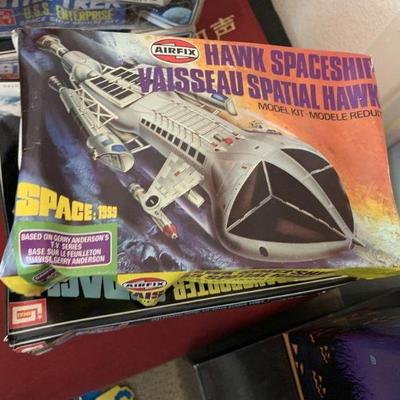 U.S.S. ENTERPRISE
AIRFIX
HAWK SPACESHIP
VAISSEAU SPATIAL HAWK
MODEL KIT - MODELE REDUIT
SPACE: 1999
BASED ON GERRY ANDERSON'S
T.V. SERIES
BASE SUR LE FEUILLETON
TELEVISE GERRY ANDERSON
AIRFIX